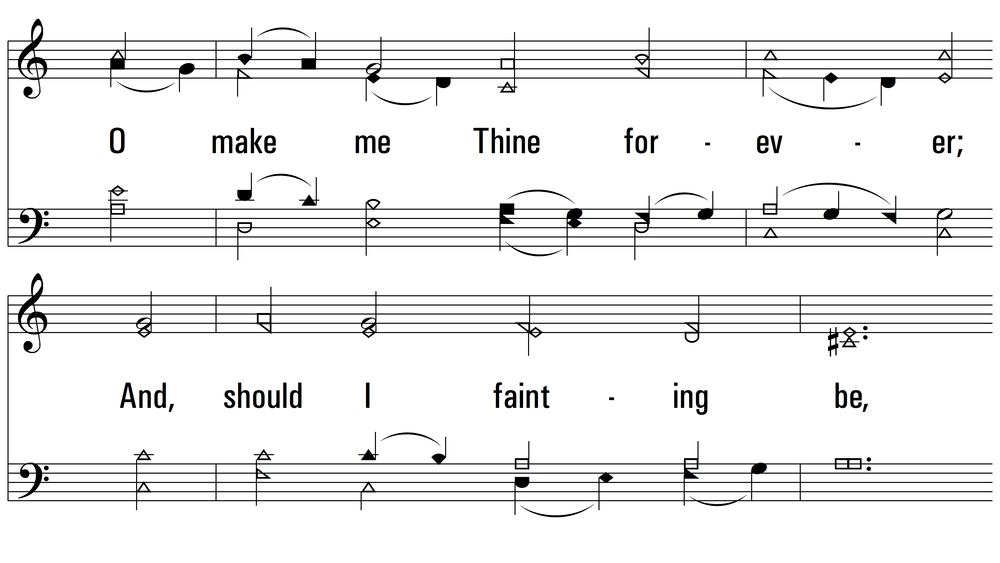 O make me Thine for - ev - er;
And, should I faint - ing be,